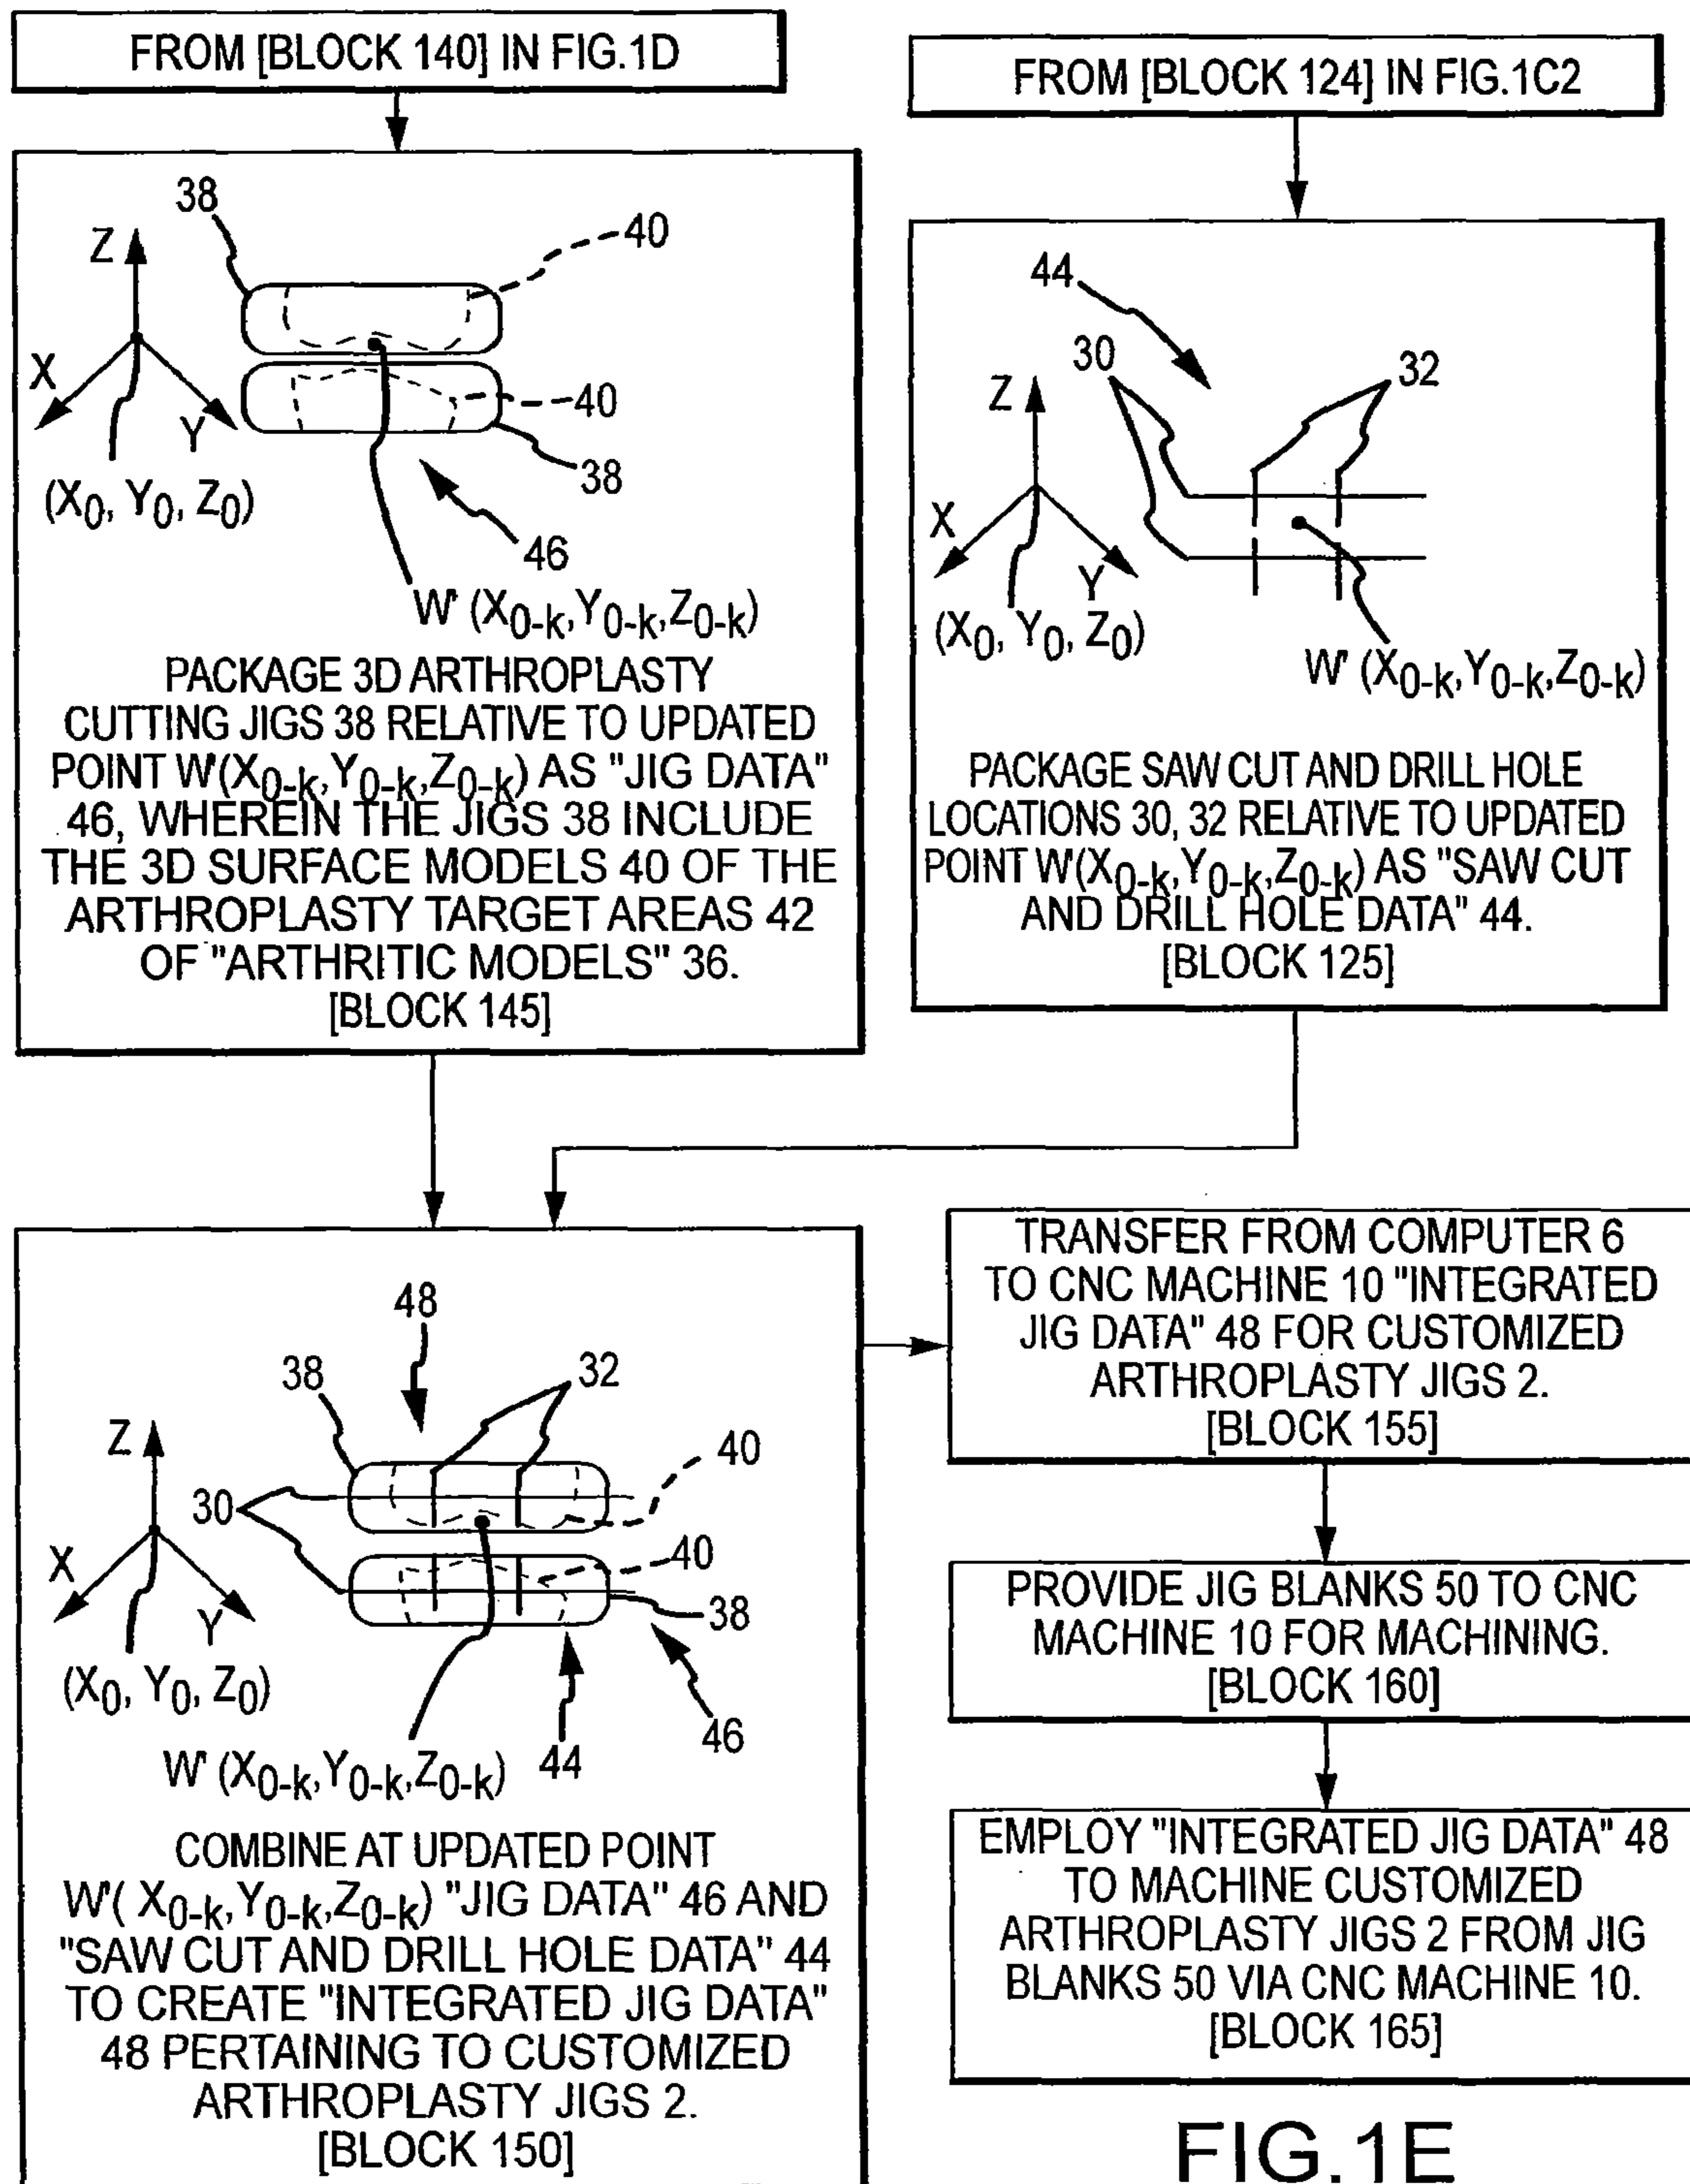 FROM [BLOCK 140] IN FIG.1D
38
40
Z
X
Y
40
38
(X0, Y0, Z0)
46
W' (X0-k,Y0-k,Z0-k)
PACKAGE 3D ARTHROPLASTY
CUTTING JIGS 38 RELATIVE TO UPDATED
POINT W'(X0-k,Y0-k,Z0-k) AS "JIG DATA"
46, WHEREIN THE JIGS 38 INCLUDE
THE 3D SURFACE MODELS 40 OF THE
ARTHROPLASTY TARGET AREAS 42
OF "ARTHRITIC MODELS" 36.
[BLOCK 145]
FROM [BLOCK 124] IN FIG.1C2
44
30
32
Z
X
Y
(X0, Y0, Z0)
W' (X0-k,Y0-k,Z0-k)
PACKAGE SAW CUT AND DRILL HOLE
LOCATIONS 30, 32 RELATIVE TO UPDATED
POINT W'(X0-k,Y0-k,Z0-k) AS "SAW CUT
AND DRILL HOLE DATA" 44.
[BLOCK 125]
48
38
32
Z
40
30
40
X
Y
38
(X0, Y0, Z0)
46
W' (X0-k,Y0-k,Z0-k)
44
COMBINE AT UPDATED POINT
W'( X0-k,Y0-k,Z0-k) "JIG DATA" 46 AND
"SAW CUT AND DRILL HOLE DATA" 44
TO CREATE "INTEGRATED JIG DATA"
48 PERTAINING TO CUSTOMIZED
ARTHROPLASTY JIGS 2.
[BLOCK 150]
TRANSFER FROM COMPUTER 6
TO CNC MACHINE 10 "INTEGRATED
JIG DATA" 48 FOR CUSTOMIZED
ARTHROPLASTY JIGS 2.
[BLOCK 155]
PROVIDE JIG BLANKS 50 TO CNC
MACHINE 10 FOR MACHINING.
[BLOCK 160]
EMPLOY "INTEGRATED JIG DATA" 48
TO MACHINE CUSTOMIZED
ARTHROPLASTY JIGS 2 FROM JIG
BLANKS 50 VIA CNC MACHINE 10.
[BLOCK 165]
FIG.1E